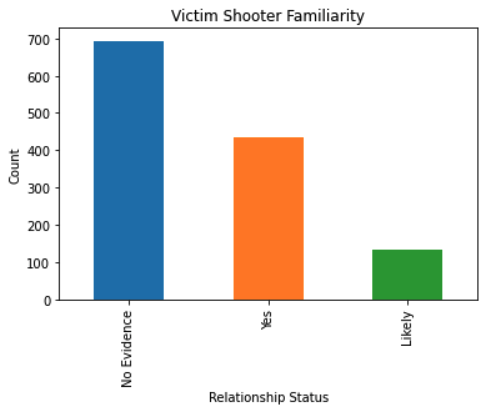 Victim Shooter Familiarity
700
600
500
400
300
200
100
0
Count
No Evidence
Yes
Likely
Relationship Status